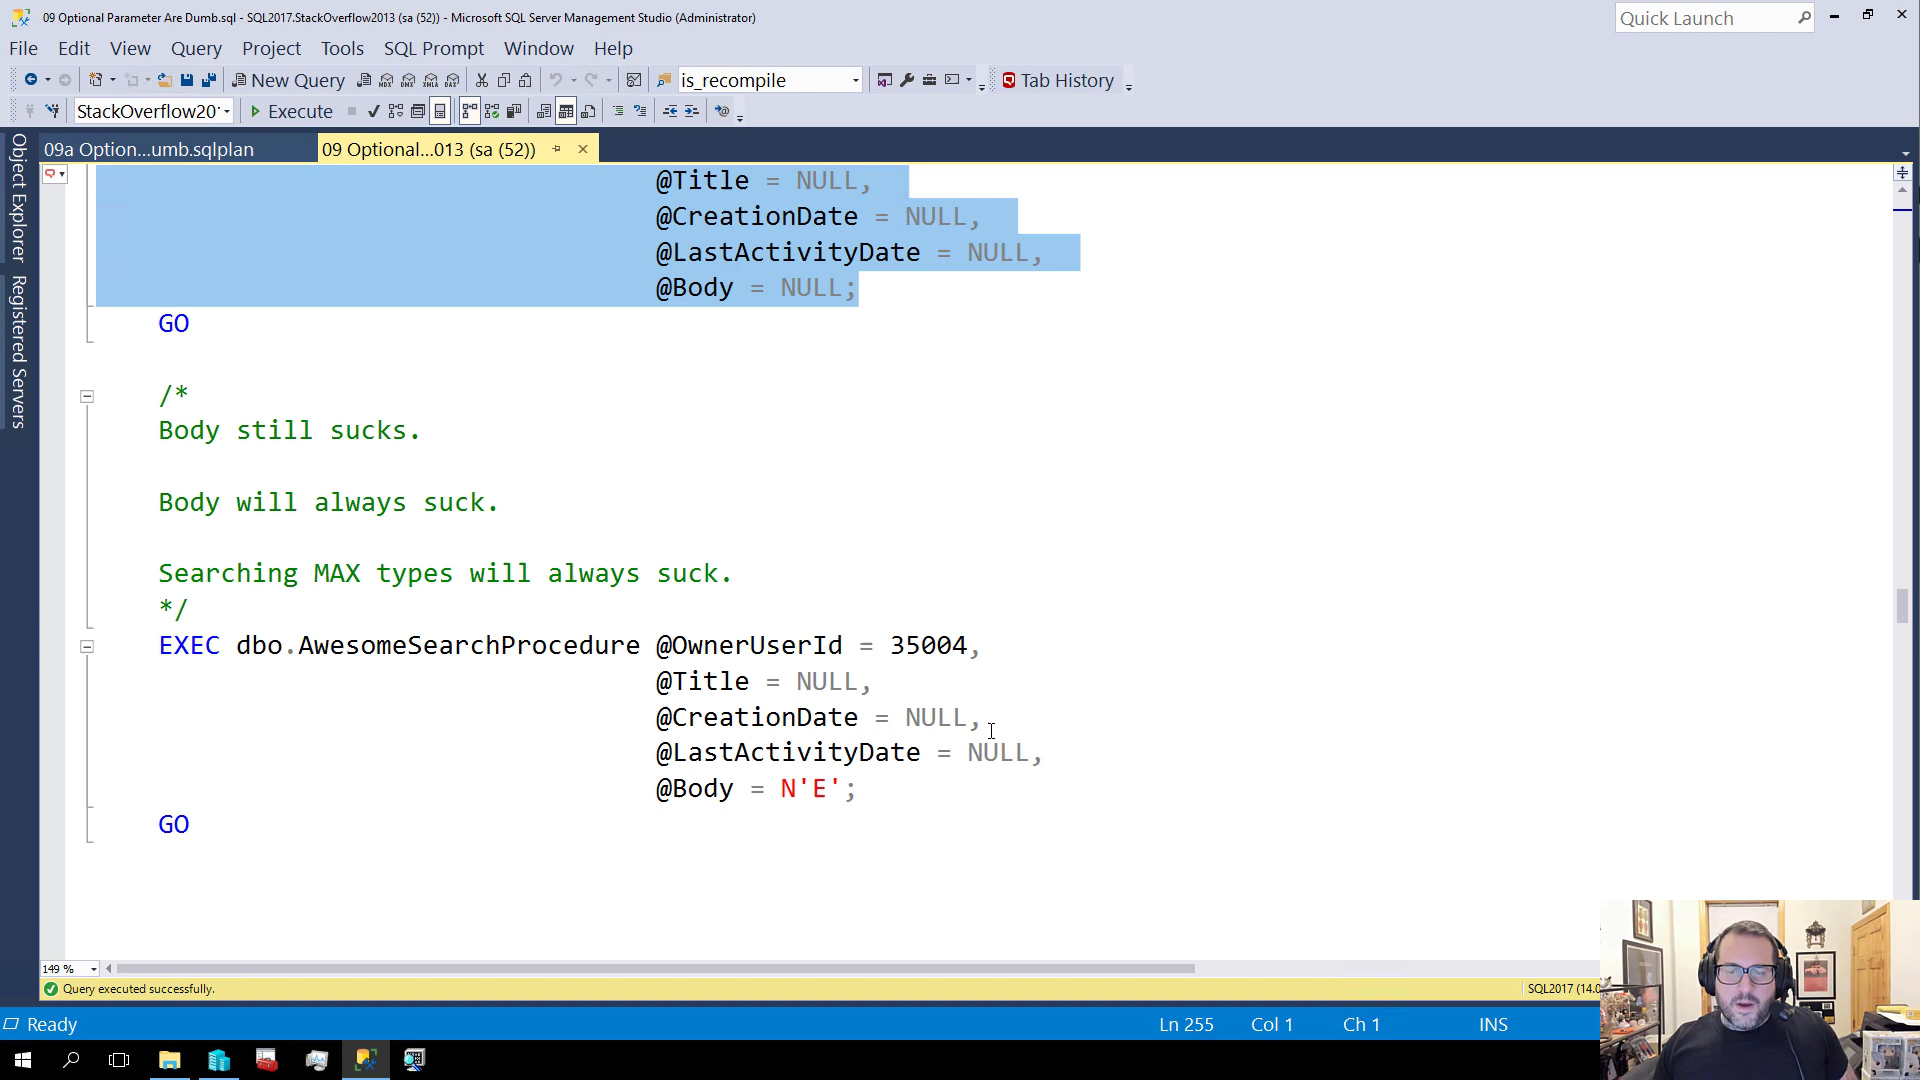 09 Optional Parameter Are Dumb.sql - SQL2017.StackOverflow2013 (sa (52)) - Microsoft SQL Server Management Studio (Administrator)
Quick Launch
File Edit View Query Project Tools SQL Prompt Window Help
New Query
is_recompile
Tab History
StackOverflow20
Execute
09a Option...umb.sqlplan
09 Optional...013 (sa (52))
Object Explorer
Registered Servers
@Title = NULL,
@CreationDate = NULL,
@LastActivityDate = NULL,
@Body = NULL;
GO
/*
Body still sucks.
Body will always suck.
Searching MAX types will always suck.
*/
EXEC dbo.AwesomeSearchProcedure @OwnerUserId = 35004,
@Title = NULL,
@CreationDate = NULL,
@LastActivityDate = NULL,
@Body = N'E';
GO
149 %
Query executed successfully.
SQL2017 (14.0
Ready
Ln 255
Col 1
Ch 1
INS